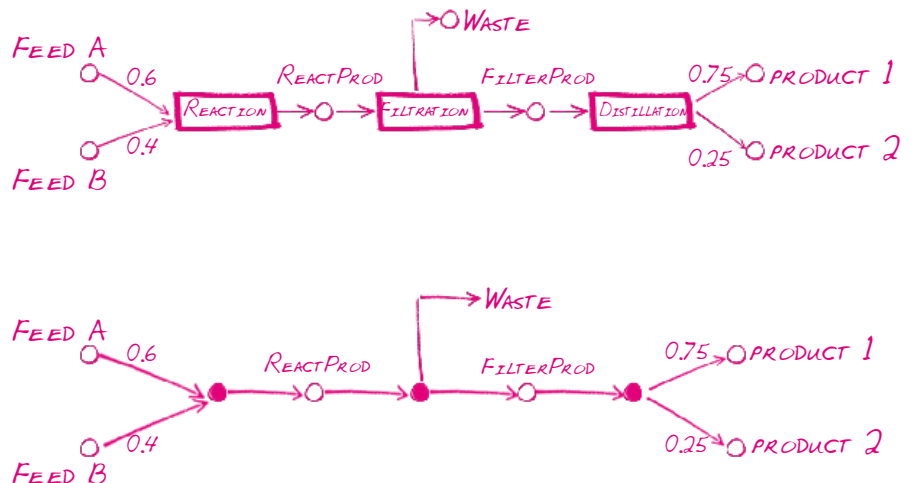 WASTE
FEED A
0.6
REACTPROD
FILTERPROD
0.75
PRODUCT 1
REACTION
FILTRATION
DISTILLATION
0.4
0.25
PRODUCT 2
FEED B
WASTE
FEED A
0.6
REACTPROD
FILTERPROD
0.75
PRODUCT 1
0.4
0.25
PRODUCT 2
FEED B